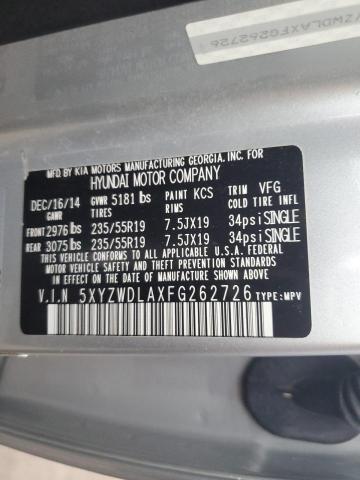 ZWDLAXFG262726
MFD BY KIA MOTORS MANUFACTURING GEORGIA, INC. FOR
HYUNDAI MOTOR COMPANY
DEC/16/14 GVWR 5181 lbs PAINT KCS TRIM VFG
GAWR TIRES RIMS COLD TIRE INFL
FRONT 2976 lbs 235/55R19 7.5JX19 34psi SINGLE
REAR 3075 lbs 235/55R19 7.5JX19 34psi SINGLE
THIS VEHICLE CONFORMS TO ALL APPLICABLE U.S.A. FEDERAL
MOTOR VEHICLE SAFETY AND THEFT PREVENTION STANDARDS
IN EFFECT ON THE DATE OF MANUFACTURE SHOWN ABOVE
V.I.N 5XYZWDLAXFG262726 TYPE:MPV